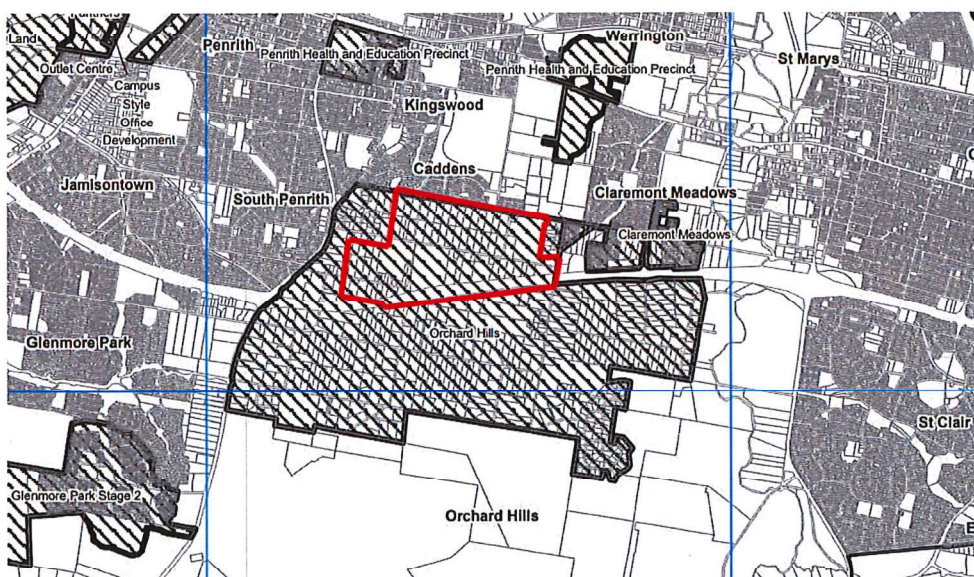 Land
Outlet Centre
Campus
Style
Office
Development
Penrith
Penrith Health and Education Precinct
Werrington
Penrith Health and Education Precinct
St Marys
Kingswood
Caddens
Jamisontown
South Penrith
Claremont Meadows
Claremont Meadows
Orchard Hills
Glenmore Park
St Clair
Glenmore Park Stage 2
Orchard Hills
E